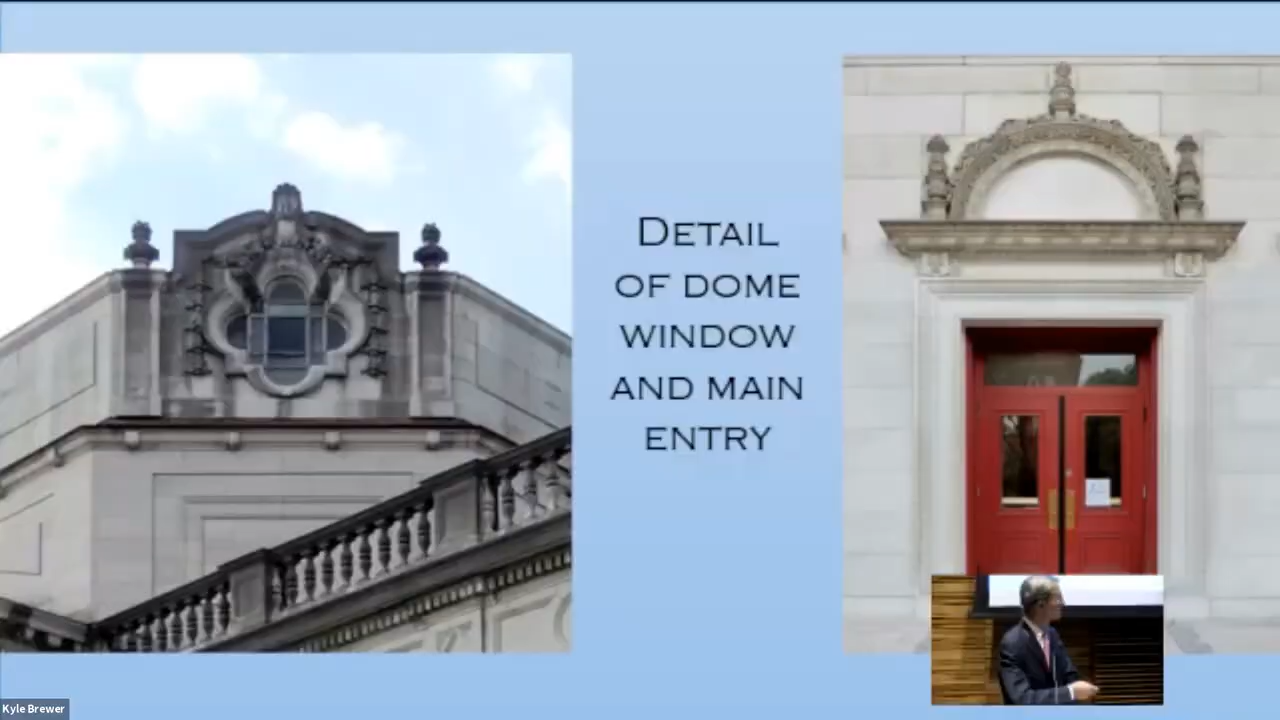 DETAIL
OF DOME
WINDOW
AND MAIN
ENTRY
Kyle Brewer